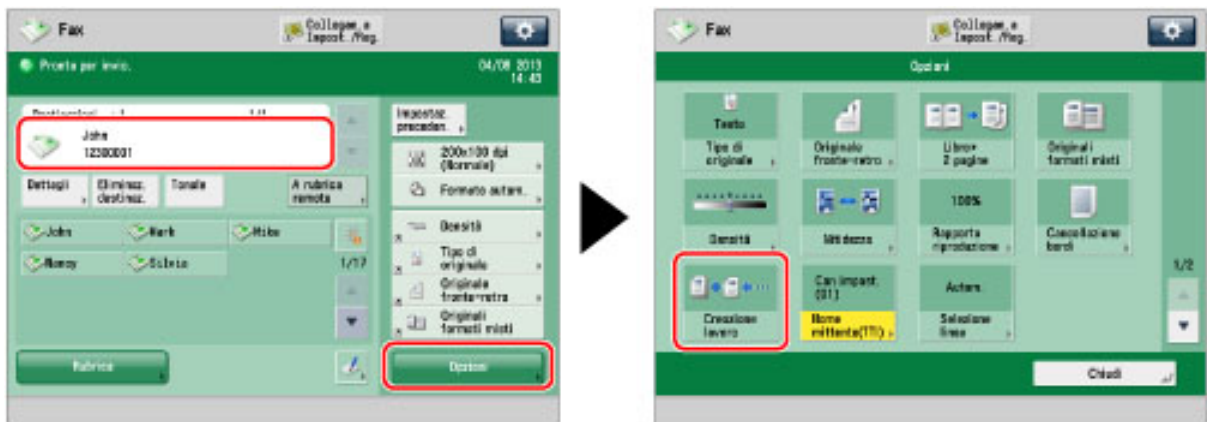 Fax
Collegam. e
Impost./Reg.
Pronta per invio.
04/08 2013
14:43
1/1
John
12300001
Impostaz.
preceden.
200x100 dpi
(Normale)
Formato autom.
Dettagli
Eliminaz.
destinaz.
Tonale
A rubrica
remota
John
Mark
Mike
Nancy
Silvia
1/17
Densità
Tipo di
originale
Originale
fronte-retro
Originali
formati misti
Rubrica
Opzioni
Fax
Collegam. e
Impost./Reg.
Opzioni
Testo
Tipo di
originale
Originale
fronte-retro
Libro▸
2 pagine
Originali
formati misti
Densità
Nitidezza
100%
Rapporto
riproduzione
Cancellazione
bordi
Creazione
lavoro
Con impost.
(01)
Nome
mittente(TTI)
Autom.
Selezione
linea
1/2
Chiudi